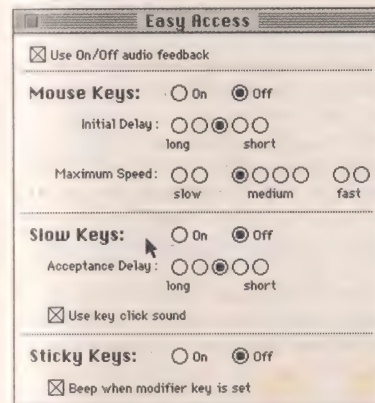 Easy Access
Use On/Off audio feedback
Mouse Keys: On Off
Initial Delay :
long short
Maximum Speed:
slow medium fast
Slow Keys: On Off
Acceptance Delay :
long short
Use key click sound
Sticky Keys: On Off
Beep when modifier key is set